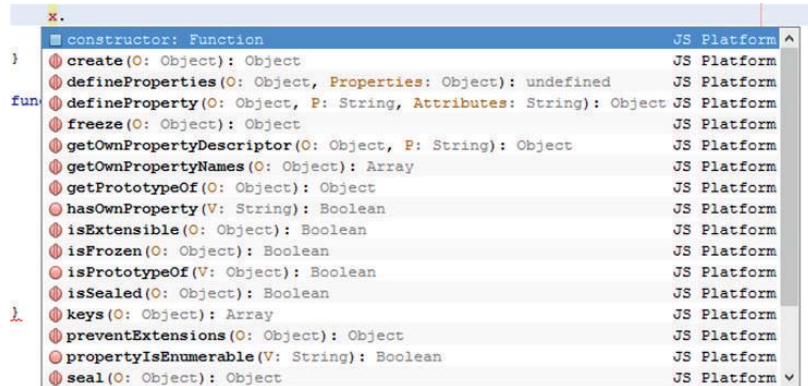 x.
constructor: Function JS Platform
} create(O: Object): Object JS Platform
defineProperties(O: Object, Properties: Object): undefined JS Platform
fun defineProperty(O: Object, P: String, Attributes: String): Object JS Platform
freeze(O: Object): Object JS Platform
getOwnPropertyDescriptor(O: Object, P: String): Object JS Platform
getOwnPropertyNames(O: Object): Array JS Platform
getPrototypeOf(O: Object): Object JS Platform
hasOwnProperty(V: String): Boolean JS Platform
isExtensible(O: Object): Boolean JS Platform
isFrozen(O: Object): Boolean JS Platform
isPrototypeOf(V: Object): Boolean JS Platform
isSealed(O: Object): Boolean JS Platform
} keys(O: Object): Array JS Platform
preventExtensions(O: Object): Object JS Platform
propertyIsEnumerable(V: String): Boolean JS Platform
seal(O: Object): Object JS Platform